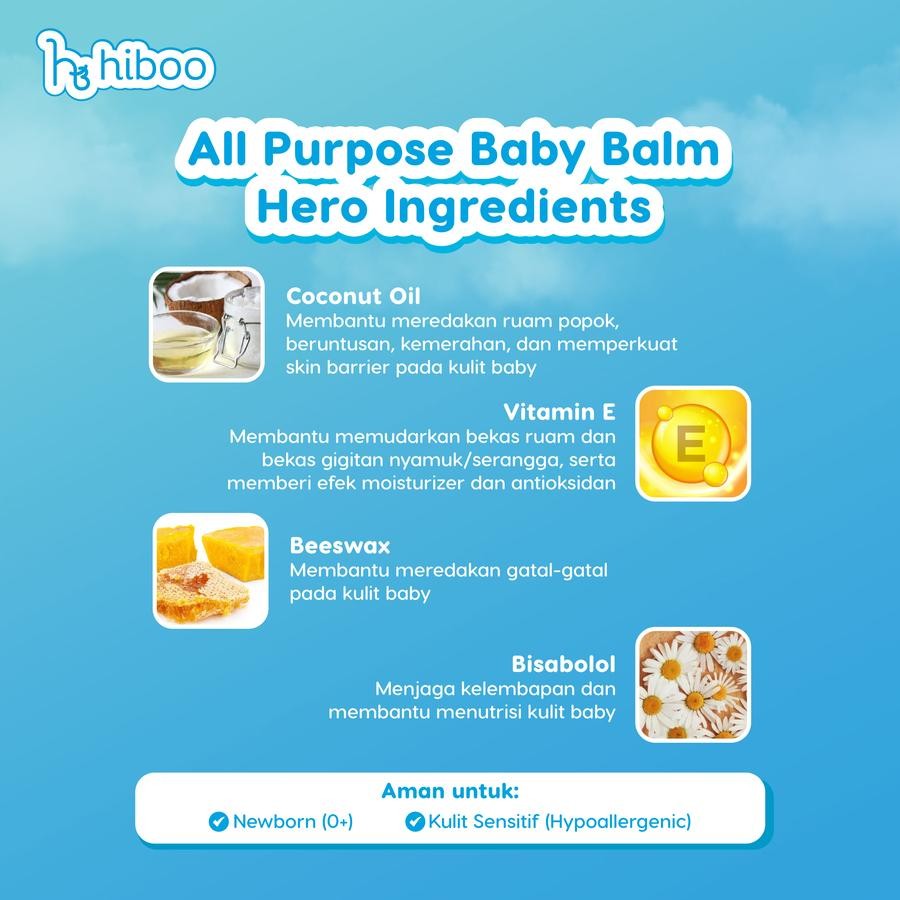 hiboo
All Purpose Baby Balm
Hero Ingredients
Coconut Oil
Membantu meredakan ruam popok,
beruntusan, kemerahan, dan memperkuat
skin barrier pada kulit baby
Vitamin E
Membantu memudarkan bekas ruam dan
bekas gigitan nyamuk/serangga, serta
memberi efek moisturizer dan antioksidan
E
Beeswax
Membantu meredakan gatal-gatal
pada kulit baby
Bisabolol
Menjaga kelembapan dan
membantu menutrisi kulit baby
Aman untuk:
Newborn (0+)
Kulit Sensitif (Hypoallergenic)